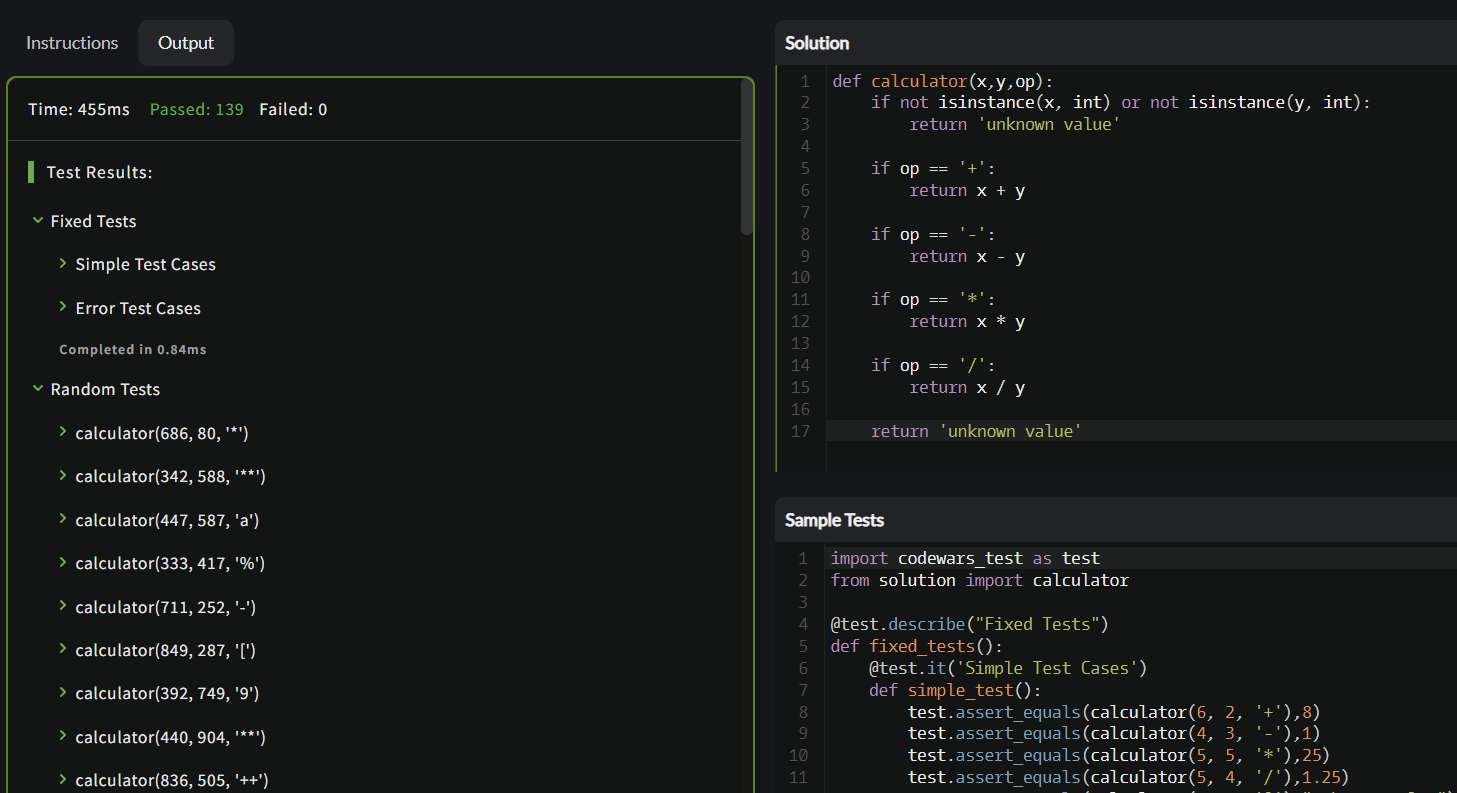 Instructions
Output
Time: 455ms Passed: 139 Failed: 0
Test Results:
Fixed Tests
Simple Test Cases
Error Test Cases
Completed in 0.84ms
Random Tests
calculator(686, 80, '*')
calculator(342, 588, '**')
calculator(447, 587, 'a')
calculator(333, 417, '%')
calculator(711, 252, '-')
calculator(849, 287, '[')
calculator(392, 749, '9')
calculator(440, 904, '**')
calculator(836, 505, '++')
Solution
1 def calculator(x,y,op):
2     if not isinstance(x, int) or not isinstance(y, int):
3         return 'unknown value'
4
5     if op == '+':
6         return x + y
7
8     if op == '-':
9         return x - y
10
11     if op == '*':
12         return x * y
13
14     if op == '/':
15         return x / y
16
17     return 'unknown value'
Sample Tests
1 import codewars_test as test
2 from solution import calculator
3
4 @test.describe("Fixed Tests")
5 def fixed_tests():
6     @test.it('Simple Test Cases')
7     def simple_test():
8         test.assert_equals(calculator(6, 2, '+'),8)
9         test.assert_equals(calculator(4, 3, '-'),1)
10         test.assert_equals(calculator(5, 5, '*'),25)
11         test.assert_equals(calculator(5, 4, '/'),1.25)